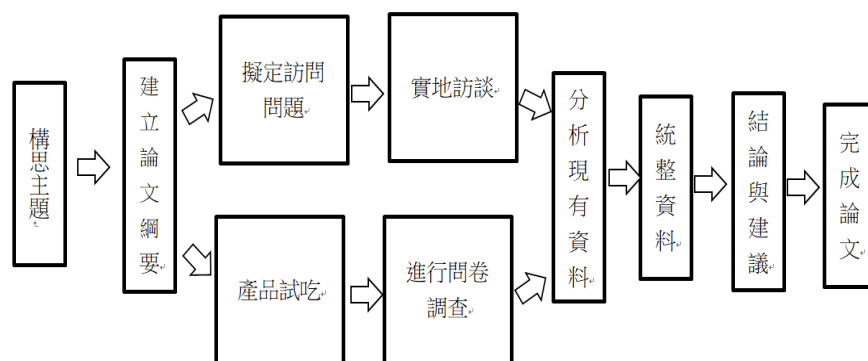 構思主題
建立論文綱要
擬定訪問
問題
實地訪談
產品試吃
進行問卷
調查
分析現有資料
統整資料
結論與建議
完成論文